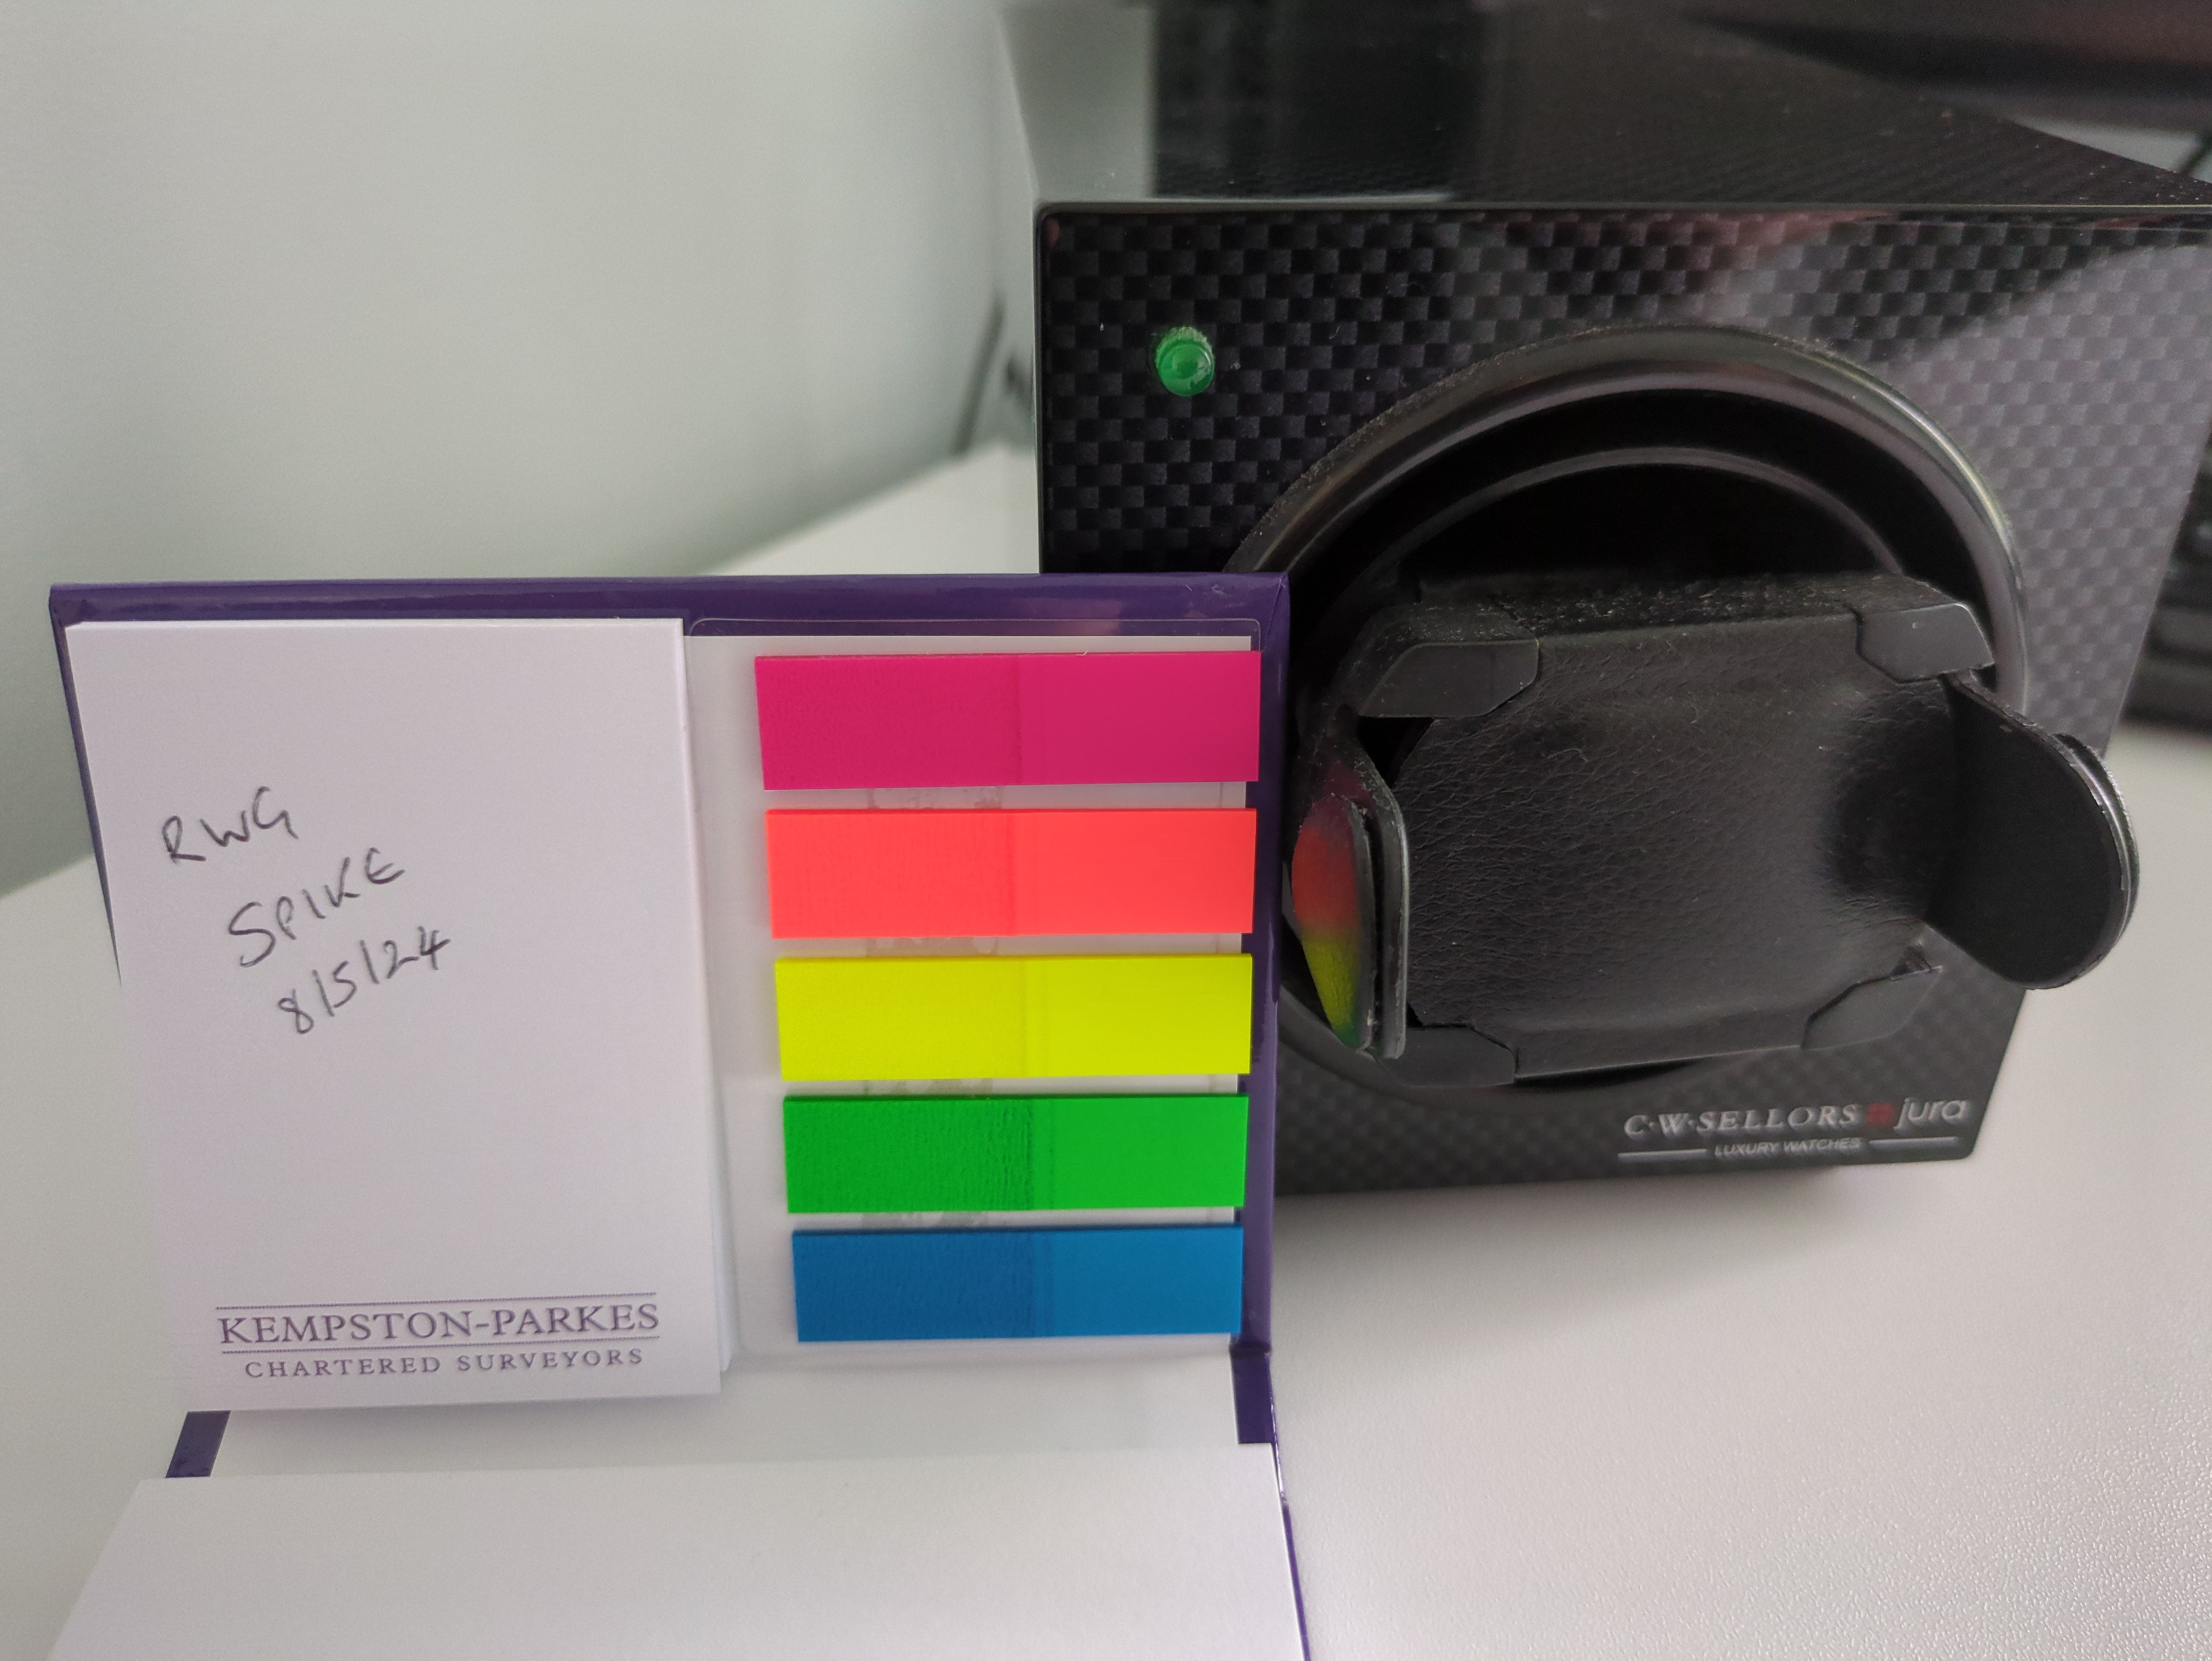 RWG
SPIKE
8/5/24
KEMPSTON-PARKES
CHARTERED SURVEYORS
C·W·SELLORS jura
LUXURY WATCHES